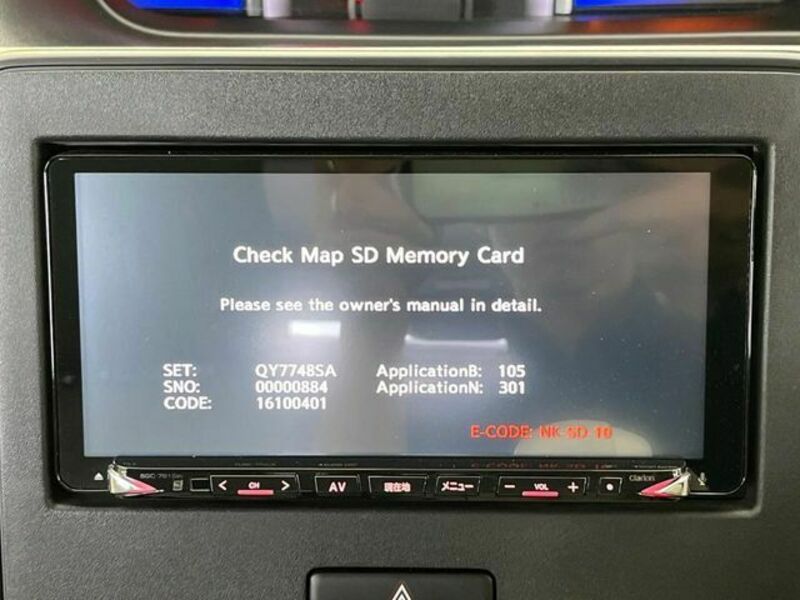 Check Map SD Memory Card
Please see the owner's manual in detail.
SET: QY7748SA ApplicationB: 105
SNO: 00000884 ApplicationN: 301
CODE: 16100401
E-CODE: NK-SD 10
CH
AV
現在地
メニュー
VOL
clarion